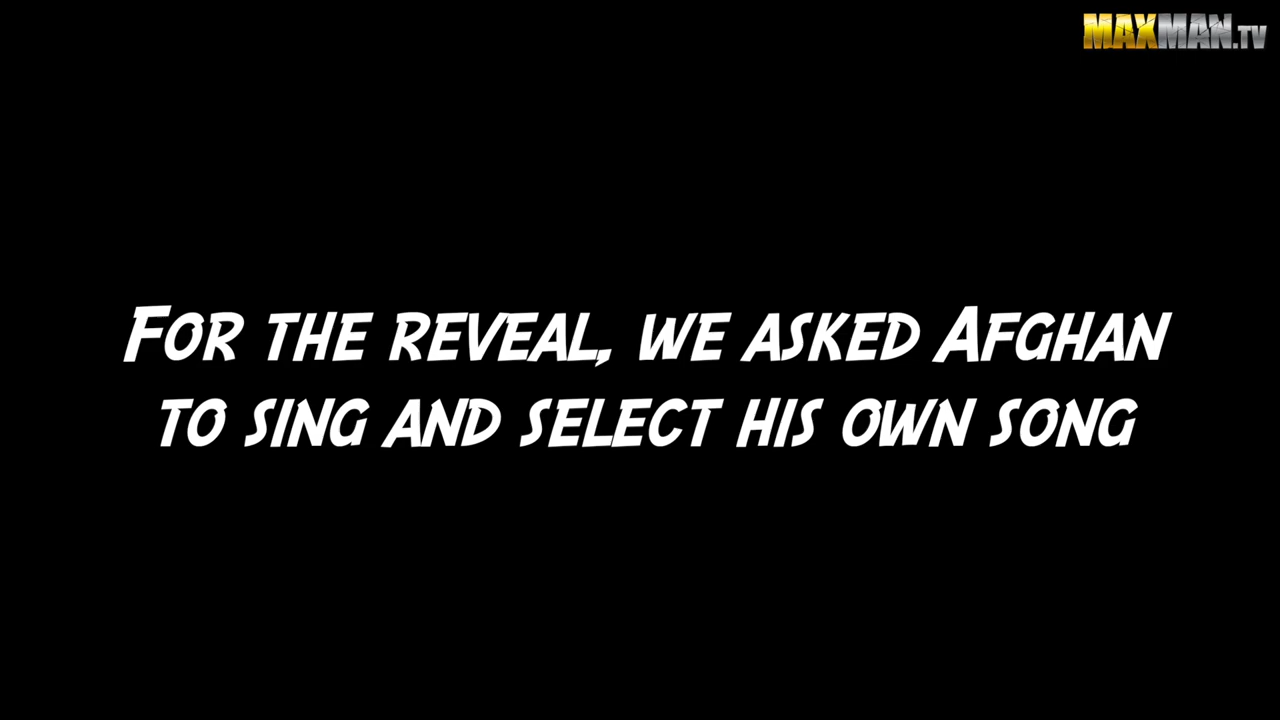 MAXMAN.TV
FOR THE REVEAL, WE ASKED AFGHAN
TO SING AND SELECT HIS OWN SONG